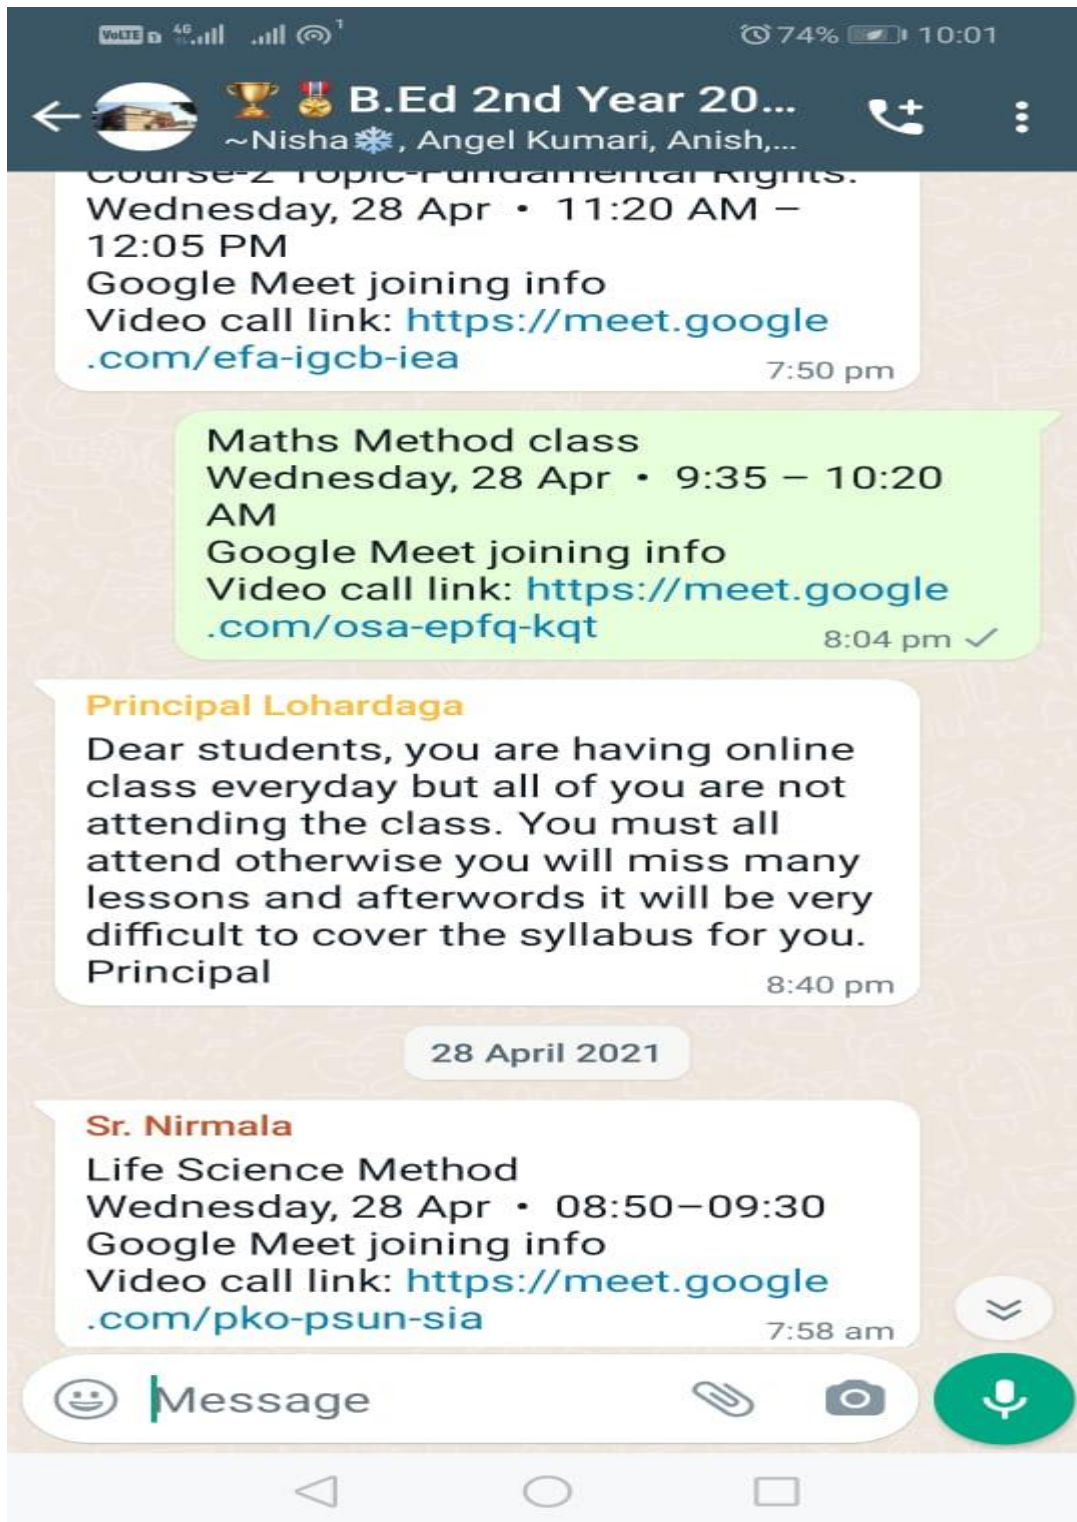 VoLTE 4G 1 74% 10:01
B.Ed 2nd Year 20...
~Nisha, Angel Kumari, Anish,...
Course-2 Topic-Fundamental Rights.
Wednesday, 28 Apr • 11:20 AM –
12:05 PM
Google Meet joining info
Video call link: https://meet.google
.com/efa-igcb-iea
7:50 pm
Maths Method class
Wednesday, 28 Apr • 9:35 – 10:20
AM
Google Meet joining info
Video call link: https://meet.google
.com/osa-epfq-kqt
8:04 pm
Principal Lohardaga
Dear students, you are having online
class everyday but all of you are not
attending the class. You must all
attend otherwise you will miss many
lessons and afterwords it will be very
difficult to cover the syllabus for you.
Principal
8:40 pm
28 April 2021
Sr. Nirmala
Life Science Method
Wednesday, 28 Apr • 08:50–09:30
Google Meet joining info
Video call link: https://meet.google
.com/pko-psun-sia
7:58 am
Message